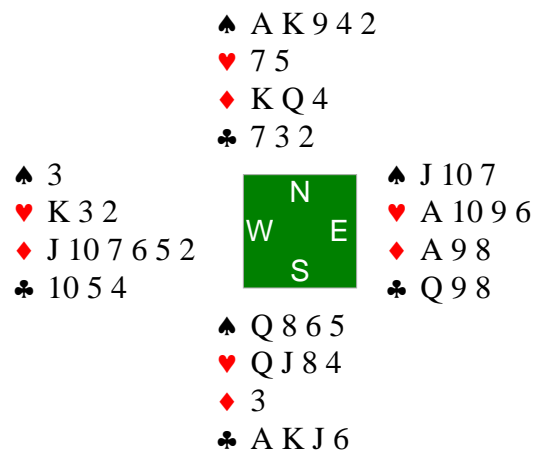 ♠ A K 9 4 2
♥ 7 5
♦ K Q 4
♣ 7 3 2
♠ 3
♥ K 3 2
♦ J 10 7 6 5 2
♣ 10 5 4
N
W E
S
♠ J 10 7
♥ A 10 9 6
♦ A 9 8
♣ Q 9 8
♠ Q 8 6 5
♥ Q J 8 4
♦ 3
♣ A K J 6